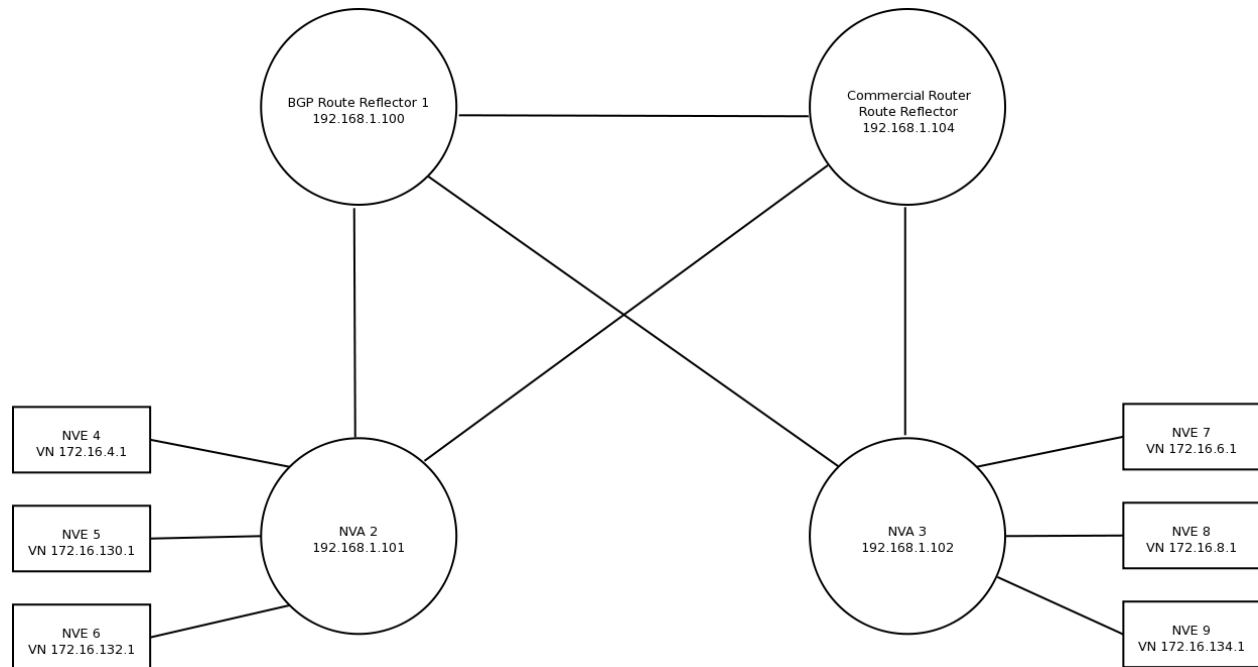 BGP Route Reflector 1
192.168.1.100
Commercial Router
Route Reflector
192.168.1.104
NVE 4
VN 172.16.4.1
NVE 5
VN 172.16.130.1
NVE 6
VN 172.16.132.1
NVA 2
192.168.1.101
NVA 3
192.168.1.102
NVE 7
VN 172.16.6.1
NVE 8
VN 172.16.8.1
NVE 9
VN 172.16.134.1